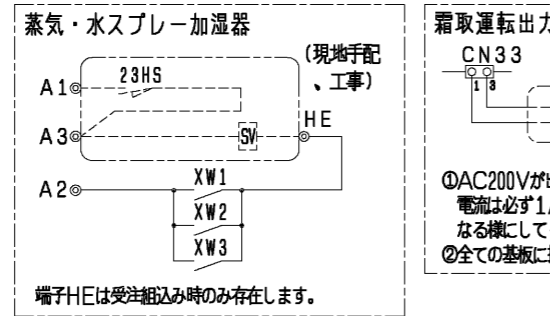 蒸気・水スプレー加湿器
(現地手配
、工事)
A1
23HS
A3
SV
HE
A2
XW1
XW2
XW3
端子HEは受注組込み時のみ存在します。
霜取運転出
CN33
1 3
①AC200Vが
電流は必ず1
なる様にして
②全ての基板に